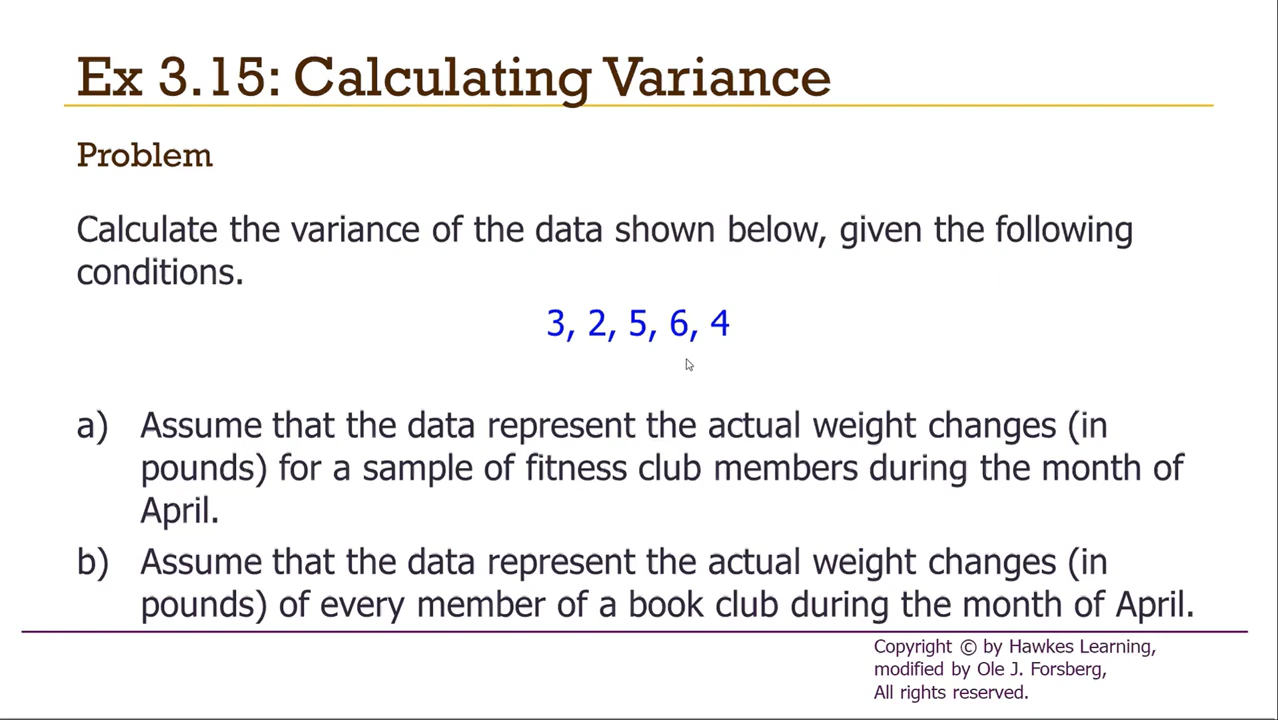 Ex 3.15: Calculating Variance
Problem
Calculate the variance of the data shown below, given the following
conditions.
3, 2, 5, 6, 4
a) Assume that the data represent the actual weight changes (in
pounds) for a sample of fitness club members during the month of
April.
b) Assume that the data represent the actual weight changes (in
pounds) of every member of a book club during the month of April.
Copyright © by Hawkes Learning,
modified by Ole J. Forsberg,
All rights reserved.